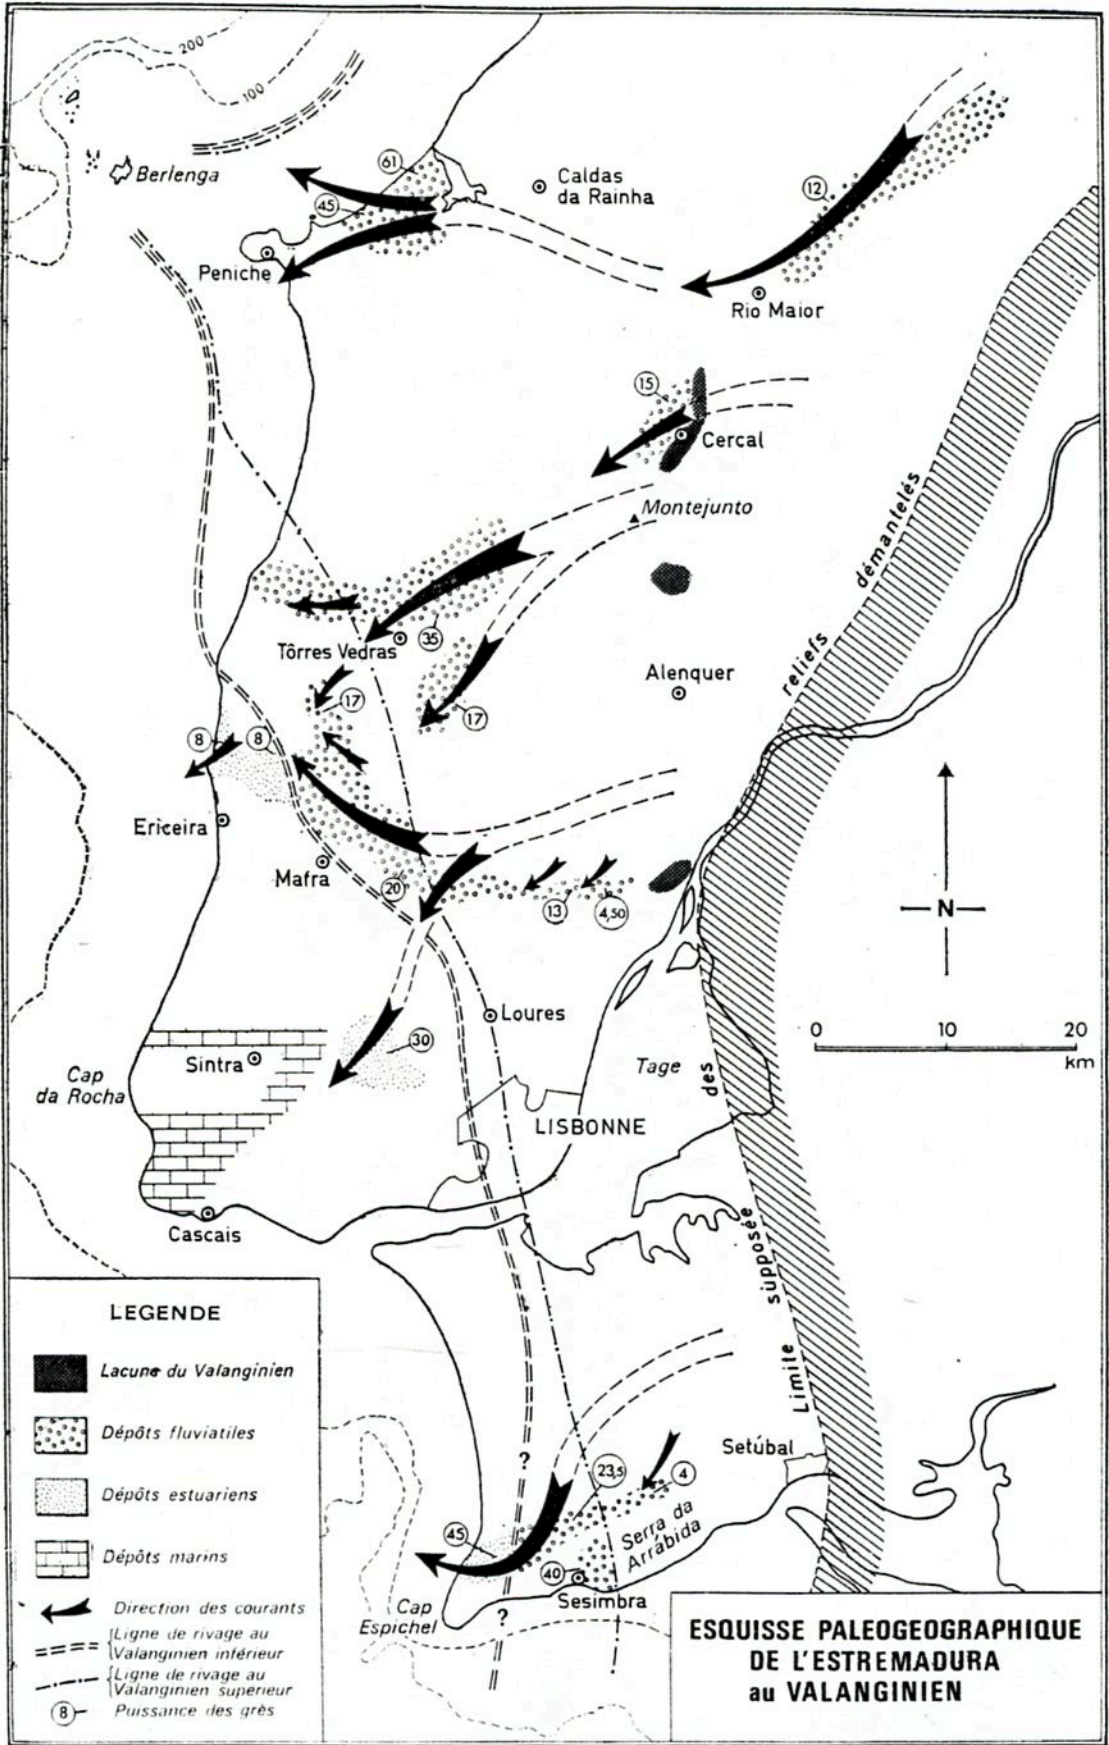 200
100
Berlenga
61
45
Caldas
da Rainha
12
Peniche
Rio Maior
15
Cercal
Montejunto
démantelés
reliefs
35
Tôrres Vedras
17
17
Alenquer
8
8
Ericeira
Mafra
20
13
4,50
N
Loures
30
Sintra
Cap
da Rocha
Tage
des
0 10 20
km
LISBONNE
Cascais
supposée
Limite
LEGENDE
Lacune du Valanginien
Dépôts fluviatiles
Dépôts estuariens
Dépôts marins
Direction des courants
Ligne de rivage au
Valanginien inférieur
Ligne de rivage au
Valanginien supérieur
8 Puissance des grès
?
Setúbal
23,5
4
45
Serra da
Arrábida
40
Sesimbra
Cap
Espichel
?
ESQUISSE PALEOGEOGRAPHIQUE
DE L'ESTREMADURA
au VALANGINIEN